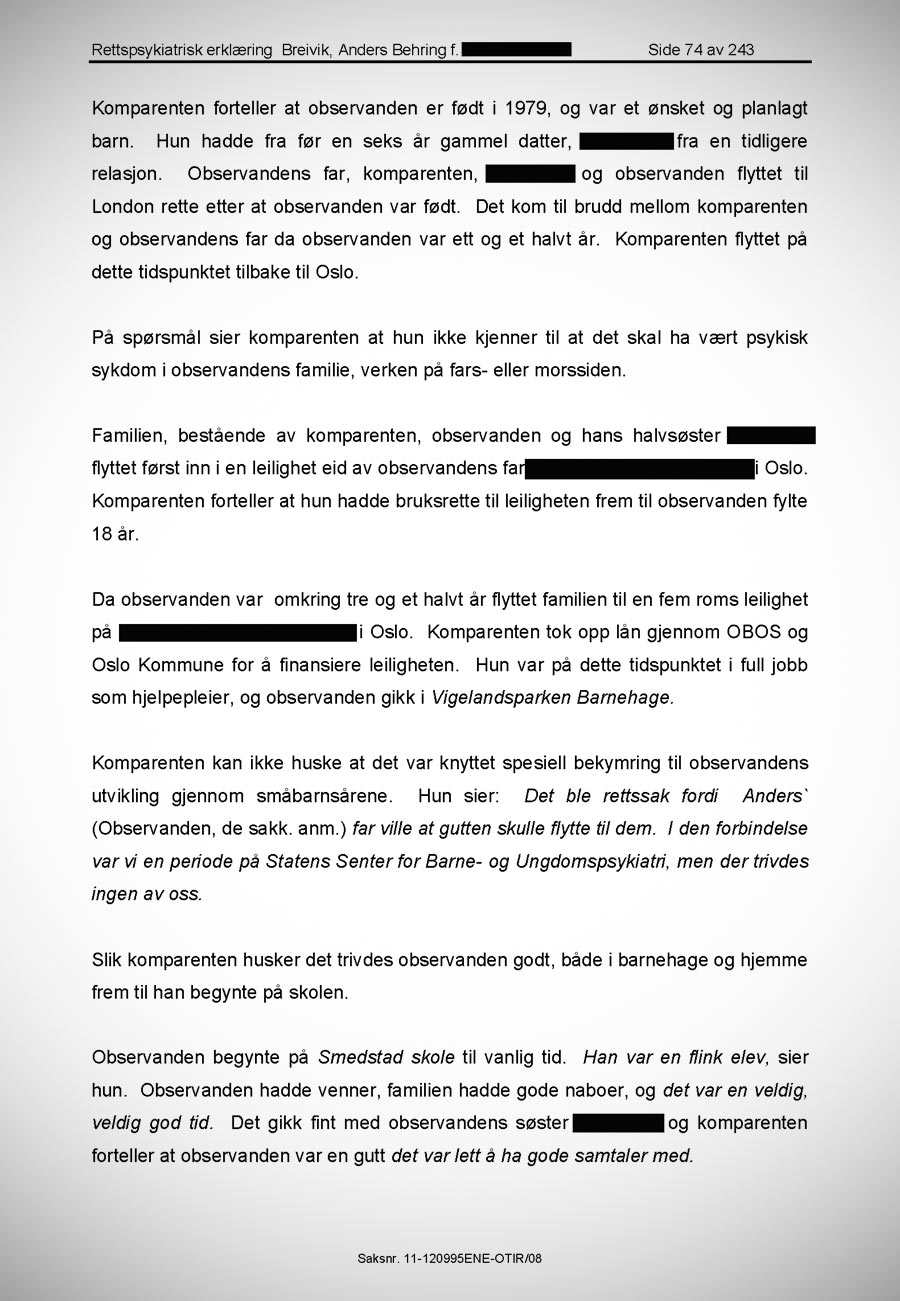 Rettspsykiatrisk erklæring Breivik, Anders Behring f. Side 74 av 243
Komparenten forteller at observanden er født i 1979, og var et ønsket og planlagt
barn. Hun hadde fra før en seks år gammel datter, fra en tidligere
relasjon. Observandens far, komparenten, og observanden flyttet til
London rette etter at observanden var født. Det kom til brudd mellom komparenten
og observandens far da observanden var ett og et halvt år. Komparenten flyttet på
dette tidspunktet tilbake til Oslo.
På spørsmål sier komparenten at hun ikke kjenner til at det skal ha vært psykisk
sykdom i observandens familie, verken på fars- eller morssiden.
Familien, bestående av komparenten, observanden og hans halvsøster
flyttet først inn i en leilighet eid av observandens far i Oslo.
Komparenten forteller at hun hadde bruksrette til leiligheten frem til observanden fylte
18 år.
Da observanden var omkring tre og et halvt år flyttet familien til en fem roms leilighet
på i Oslo. Komparenten tok opp lån gjennom OBOS og
Oslo Kommune for å finansiere leiligheten. Hun var på dette tidspunktet i full jobb
som hjelpepleier, og observanden gikk i Vigelandsparken Barnehage.
Komparenten kan ikke huske at det var knyttet spesiell bekymring til observandens
utvikling gjennom småbarnsårene. Hun sier: Det ble rettssak fordi Anders`
(Observanden, de sakk. anm.) far ville at gutten skulle flytte til dem. I den forbindelse
var vi en periode på Statens Senter for Barne- og Ungdomspsykiatri, men der trivdes
ingen av oss.
Slik komparenten husker det trivdes observanden godt, både i barnehage og hjemme
frem til han begynte på skolen.
Observanden begynte på Smedstad skole til vanlig tid. Han var en flink elev, sier
hun. Observanden hadde venner, familien hadde gode naboer, og det var en veldig,
veldig god tid. Det gikk fint med observandens søster og komparenten
forteller at observanden var en gutt det var lett å ha gode samtaler med.
Saksnr. 11-120995ENE-OTIR/08